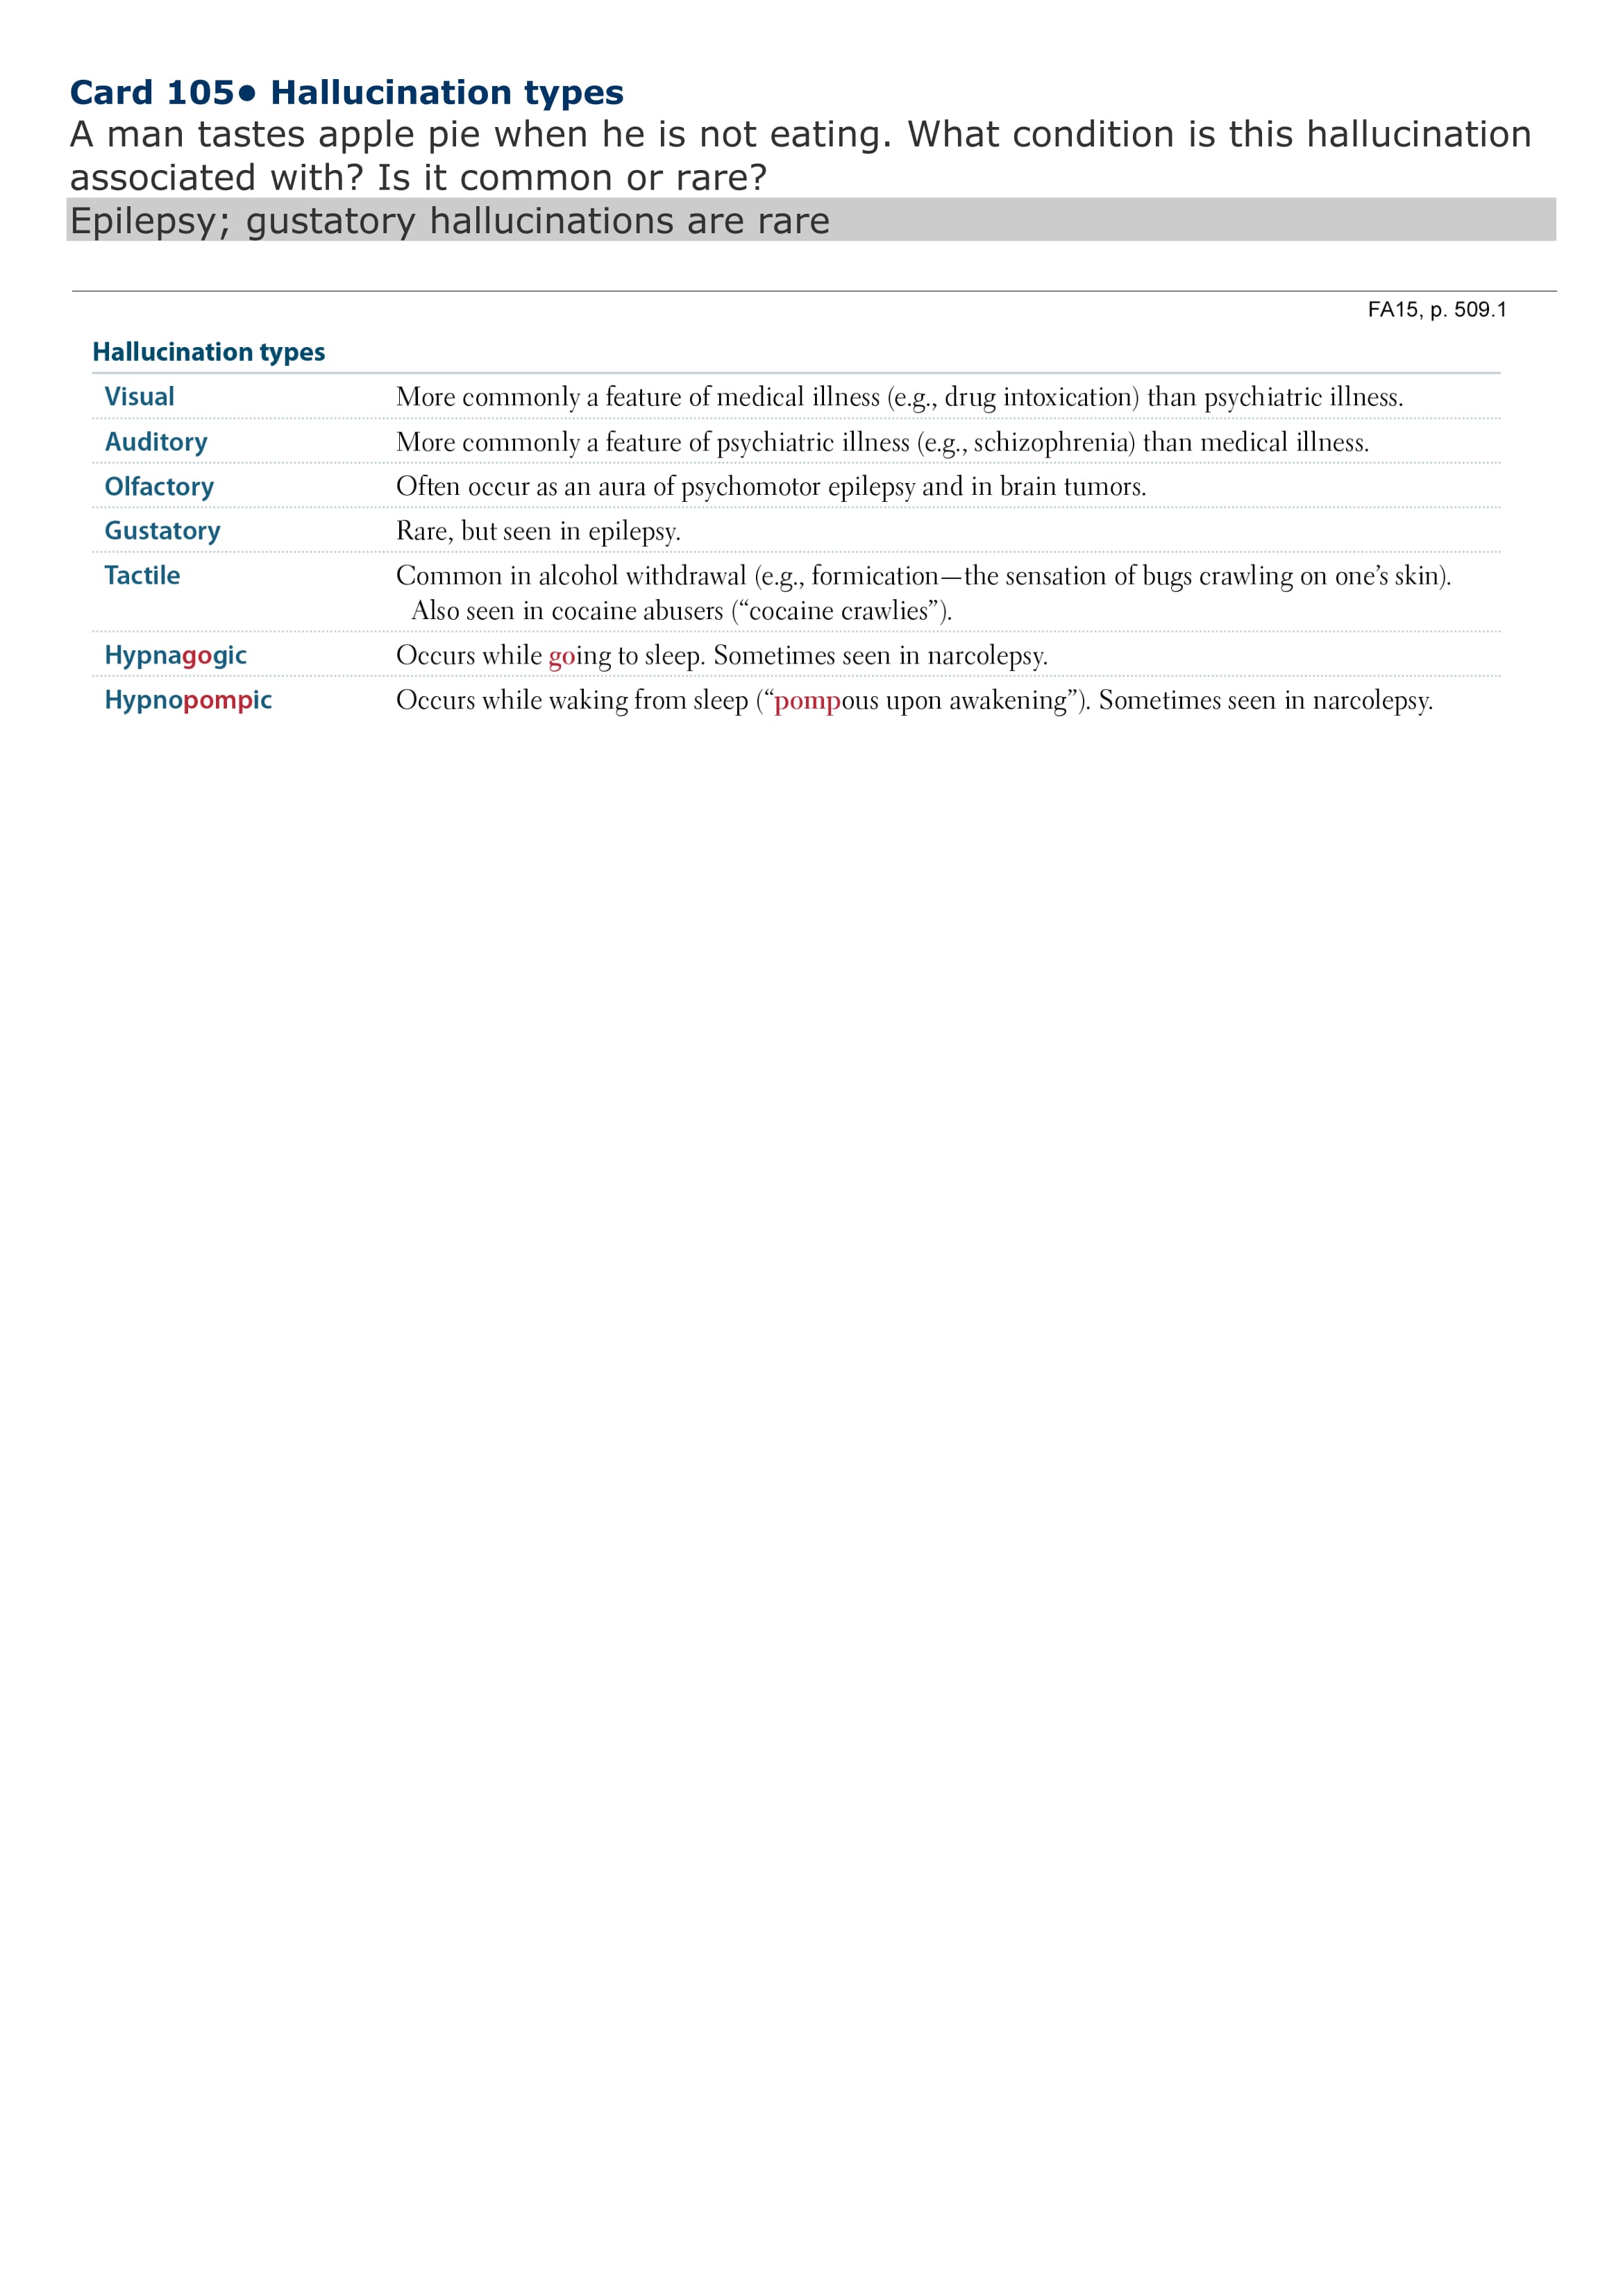 Card 105• Hallucination types
A man tastes apple pie when he is not eating. What condition is this hallucination
associated with? Is it common or rare?
Epilepsy; gustatory hallucinations are rare
FA15, p. 509.1
Hallucination types
Visual More commonly a feature of medical illness (e.g., drug intoxication) than psychiatric illness.
Auditory More commonly a feature of psychiatric illness (e.g., schizophrenia) than medical illness.
Olfactory Often occur as an aura of psychomotor epilepsy and in brain tumors.
Gustatory Rare, but seen in epilepsy.
Tactile Common in alcohol withdrawal (e.g., formication—the sensation of bugs crawling on one’s skin).
Also seen in cocaine abusers (“cocaine crawlies”).
Hypnagogic Occurs while going to sleep. Sometimes seen in narcolepsy.
Hypnopompic Occurs while waking from sleep (“pompous upon awakening”). Sometimes seen in narcolepsy.